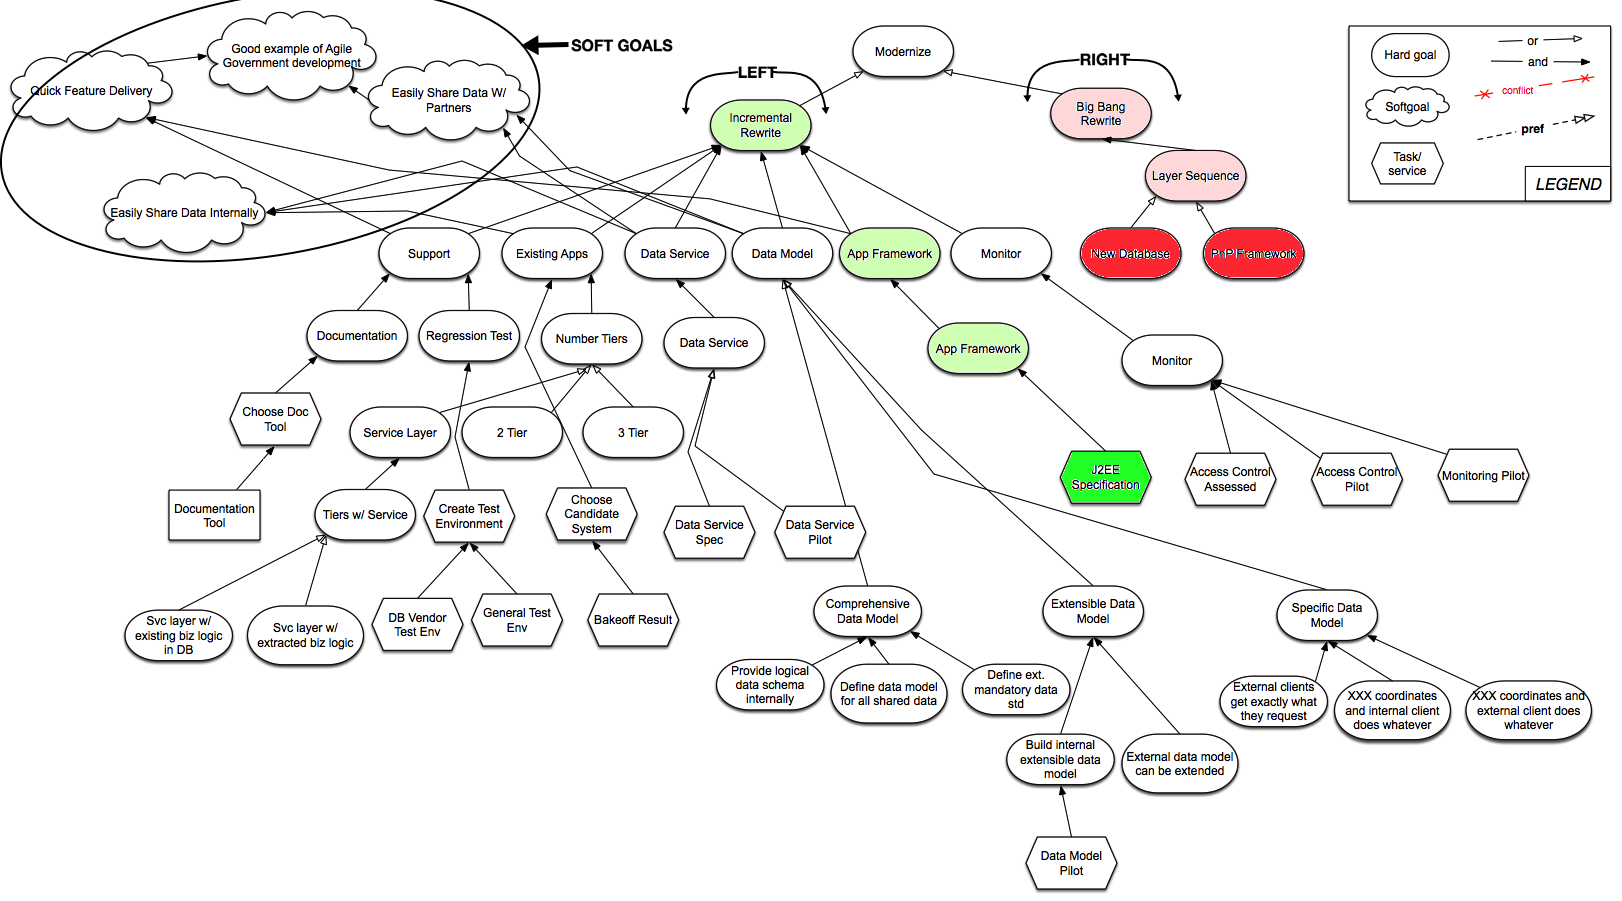 SOFT GOALS
Good example of Agile
Government development
Quick Feature Delivery
Easily Share Data W/
Partners
Easily Share Data Internally
Modernize
LEFT
RIGHT
Incremental
Rewrite
Big Bang
Rewrite
Layer Sequence
New Database
PHP Framework
or
Hard goal
and
conflict
Softgoal
pref
Task/
service
LEGEND
Support
Existing Apps
Data Service
Data Model
App Framework
Monitor
Documentation
Regression Test
Number Tiers
Data Service
App Framework
Monitor
Choose Doc
Tool
Service Layer
2 Tier
3 Tier
J2EE
Specification
Access Control
Assessed
Access Control
Pilot
Monitoring Pilot
Documentation
Tool
Tiers w/ Service
Create Test
Environment
Choose
Candidate
System
Data Service
Spec
Data Service
Pilot
Svc layer w/
existing biz logic
in DB
Svc layer w/
extracted biz logic
DB Vendor
Test Env
General Test
Env
Bakeoff Result
Comprehensive
Data Model
Extensible Data
Model
Specific Data
Model
Provide logical
data schema
internally
Define data model
for all shared data
Define ext.
mandatory data
std
External clients
get exactly what
they request
XXX coordinates
and internal client
does whatever
XXX coordinates and
external client does
whatever
Build internal
extensible data
model
External data model
can be extended
Data Model
Pilot